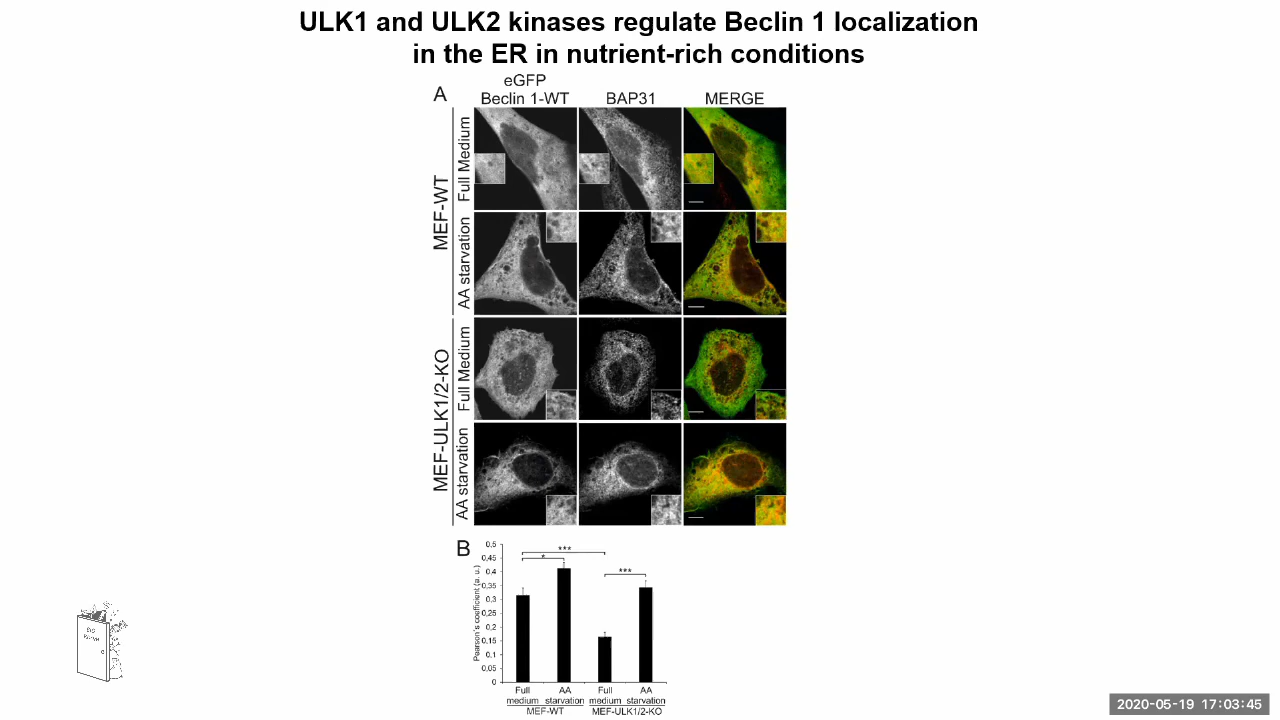 ULK1 and ULK2 kinases regulate Beclin 1 localization
in the ER in nutrient-rich conditions
A
eGFP
Beclin 1-WT
BAP31
MERGE
MEF-WT
Full Medium
AA starvation
MEF-ULK1/2-KO
Full Medium
AA starvation
B
Pearson´s coefficient (a. u.)
0,5
0,45
0,4
0,35
0,3
0,25
0,2
0,15
0,1
0,05
0
***
*
***
Full medium
AA starvation
Full medium
AA starvation
MEF-WT
MEF-ULK1/2-KO
2020-05-19 17:03:45